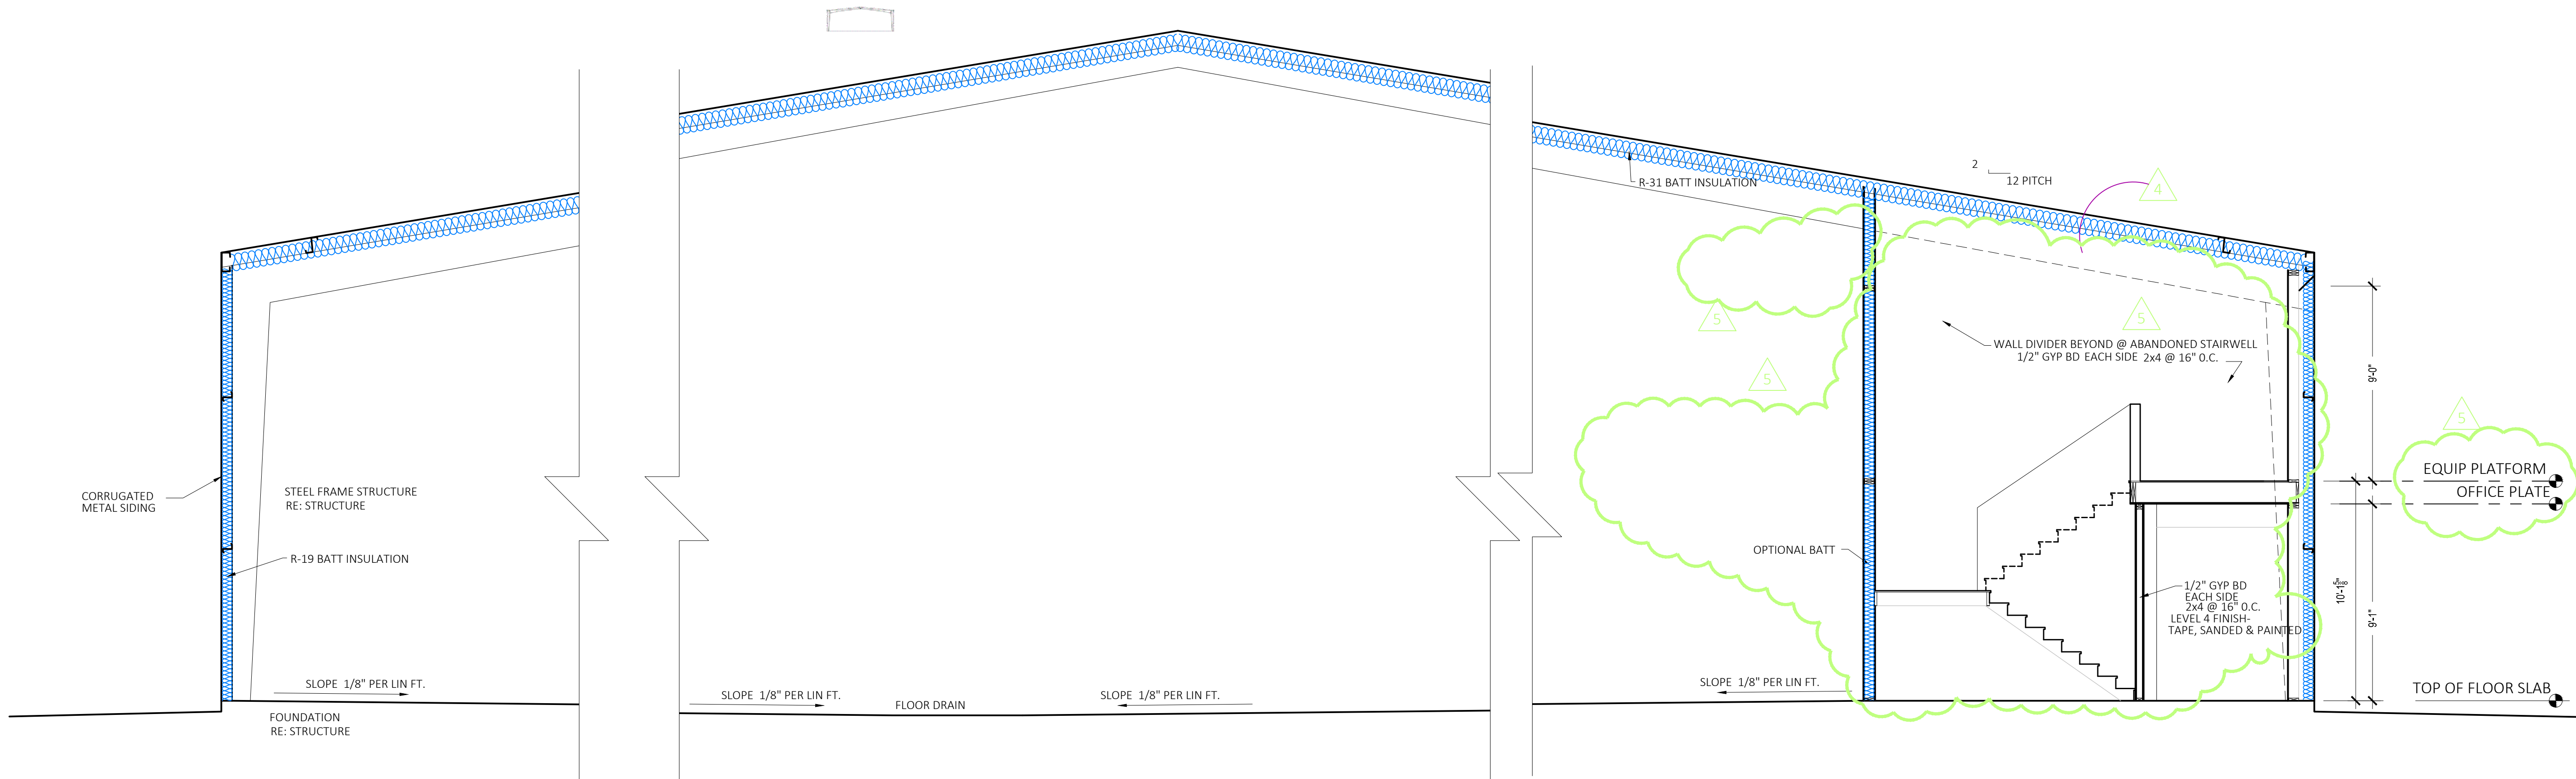 2
12 PITCH
4
R-31 BATT INSULATION
5
5
5
WALL DIVIDER BEYOND @ ABANDONED STAIRWELL
1/2" GYP BD EACH SIDE 2x4 @ 16" O.C.
9'-0"
5
EQUIP PLATFORM
OFFICE PLATE
CORRUGATED
METAL SIDING
STEEL FRAME STRUCTURE
RE: STRUCTURE
R-19 BATT INSULATION
OPTIONAL BATT
1/2" GYP BD
EACH SIDE
2x4 @ 16" O.C.
LEVEL 4 FINISH-
TAPE, SANDED & PAINTED
10'-1 5/8"
9'-1"
SLOPE 1/8" PER LIN FT.
SLOPE 1/8" PER LIN FT.
FLOOR DRAIN
SLOPE 1/8" PER LIN FT.
SLOPE 1/8" PER LIN FT.
TOP OF FLOOR SLAB
FOUNDATION
RE: STRUCTURE